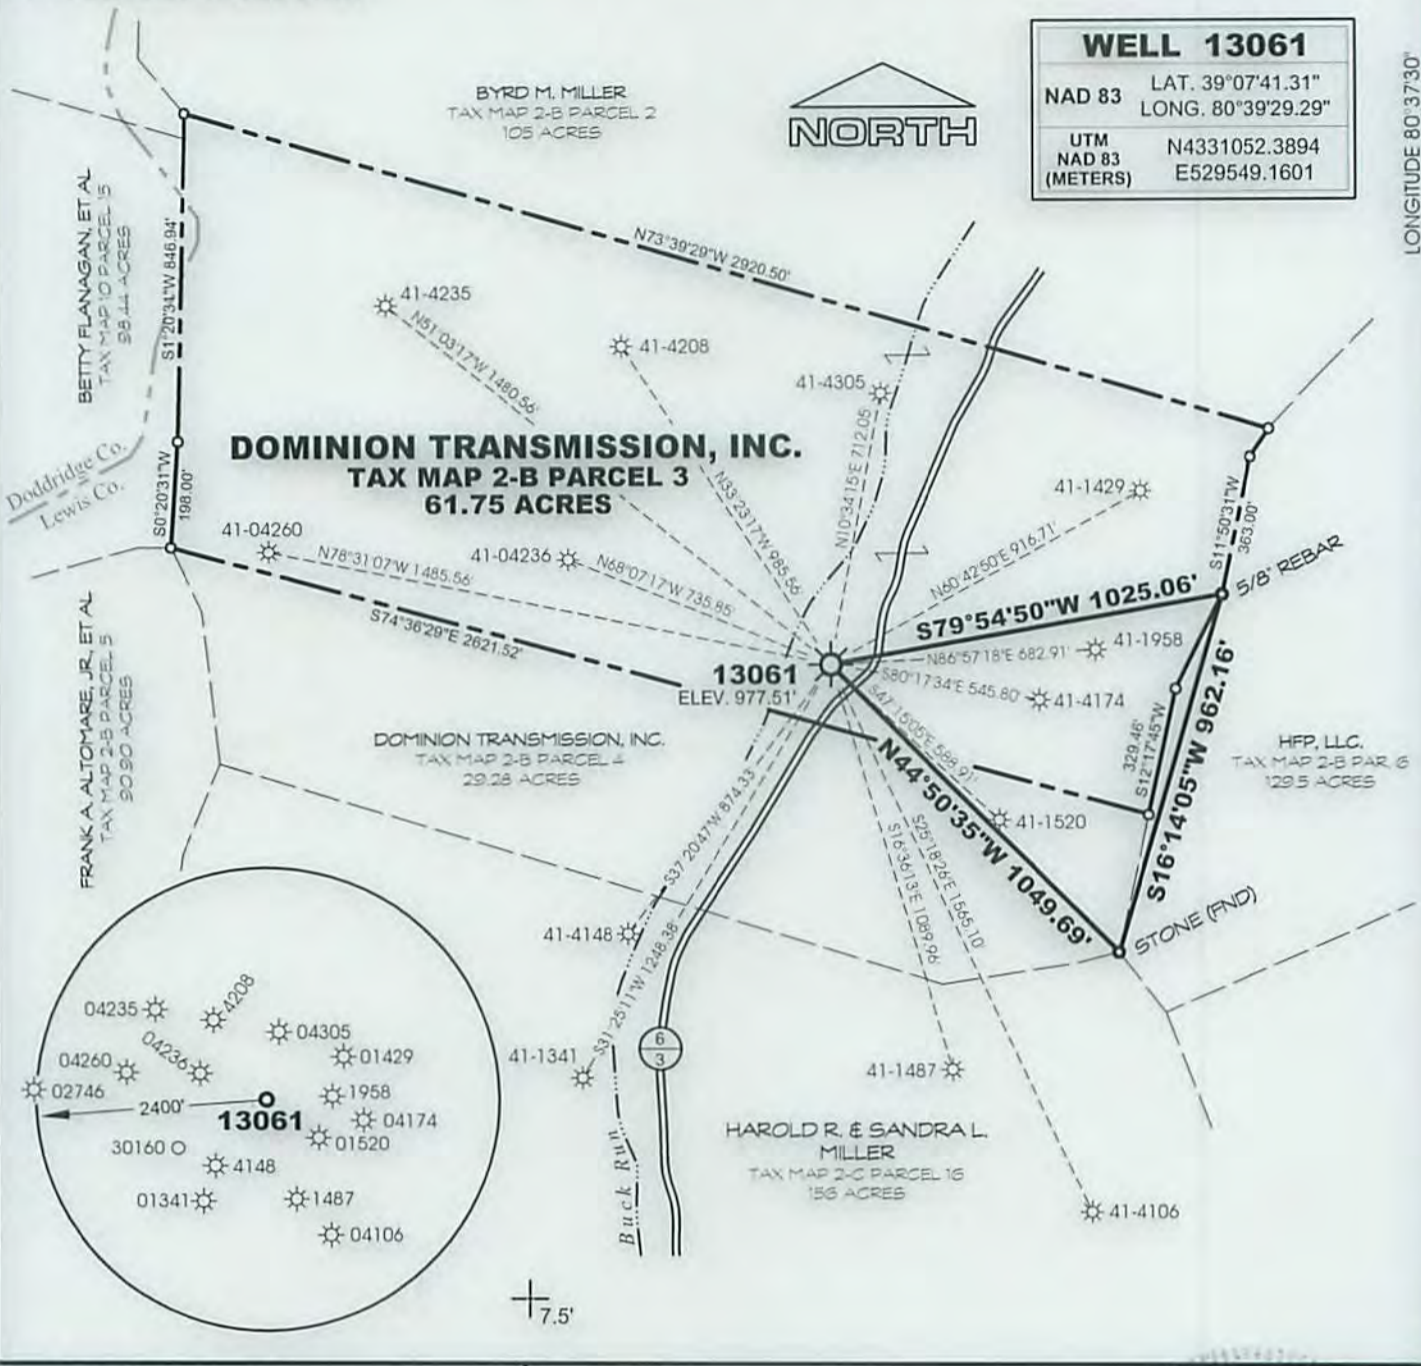 WELL 13061
NAD 83
LAT. 39°07'41.31"
LONG. 80°39'29.29"
UTM
NAD 83
(METERS)
N4331052.3894
E529549.1601
LONGITUDE 80°37'30"
BYRD M. MILLER
TAX MAP 2-B PARCEL 2
105 ACRES
NORTH
BETTY FLANAGAN, ET AL
TAX MAP 10 PARCEL 15
98.44 ACRES
S1°20'34"W 846.94'
N73°39'29"W 2920.50'
41-4235
N51°03'17"W 1480.56'
41-4208
41-4305
N10°34'15"E 712.05'
DOMINION TRANSMISSION, INC.
TAX MAP 2-B PARCEL 3
61.75 ACRES
Doddridge Co.
Lewis Co.
S0°20'31"W
198.00'
N33°23'17"W 985.56'
41-1429
N60°42'50"E 916.71'
S11°50'31"W
363.00'
5/8" REBAR
41-04260
N78°31'07"W 1485.56'
41-04236
N68°07'17"W 735.85'
S74°36'29"E 2621.52'
S79°54'50"W 1025.06'
N86°57'18"E 682.91'
41-1958
13061
ELEV. 977.51'
S80°17'34"E 545.80'
41-4174
S47°15'05"E 588.91'
41-1520
329.46'
S12°17'45"W
S16°14'05"W 962.16'
N44°50'35"W 1049.69'
HFP, LLC.
TAX MAP 2-B PAR. 6
129.5 ACRES
FRANK A. ALTOMARE, JR., ET AL
TAX MAP 2-B PARCEL 5
90.90 ACRES
DOMINION TRANSMISSION, INC.
TAX MAP 2-B PARCEL 4
29.28 ACRES
S37°20'47"W 874.33'
S31°25'11"W 1248.38'
S16°36'13"E 1089.96'
S25°18'26"E 1565.10'
STONE (FND)
41-4148
41-1341
6
3
41-1487
HAROLD R. & SANDRA L.
MILLER
TAX MAP 2-C PARCEL 16
156 ACRES
41-4106
Buck Run
04235
4208
04305
04260
04236
01429
02746
1958
2400'
13061
04174
30160
01520
4148
01341
1487
04106
7.5'